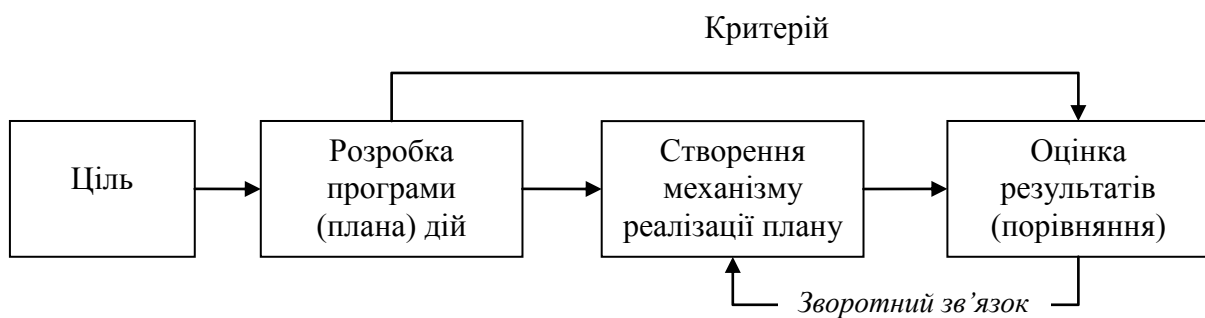 Критерій
Ціль
Розробка
програми
(плана) дій
Створення
механізму
реалізації плану
Оцінка
результатів
(порівняння)
Зворотний зв’язок